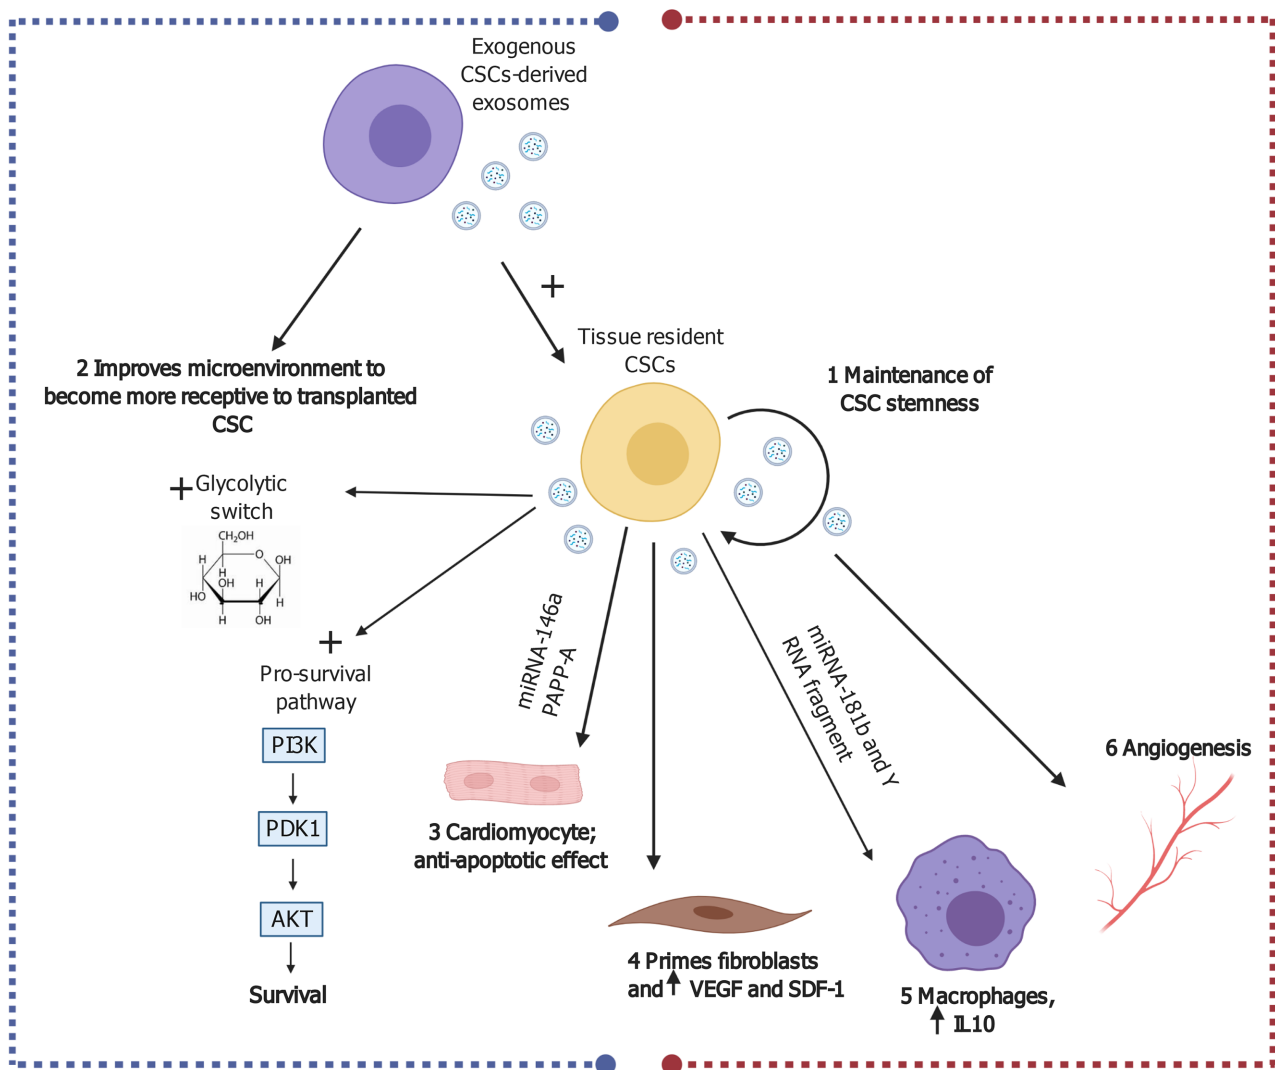 Exogenous
CSCs-derived
exosomes
+
Tissue resident
CSCs
1 Maintenance of
CSC stemness
2 Improves microenvironment to
become more receptive to transplanted
CSC
+ Glycolytic
switch
CH₂OH
H
O
OH
H
OH
H
HO
H
H
OH
+
Pro-survival
pathway
PI3K
PDK1
AKT
Survival
miRNA-146a
PAPP-A
miRNA-181b and Y
RNA fragment
3 Cardiomyocyte;
anti-apoptotic effect
4 Primes fibroblasts
and VEGF and SDF-1
5 Macrophages,
IL10
6 Angiogenesis